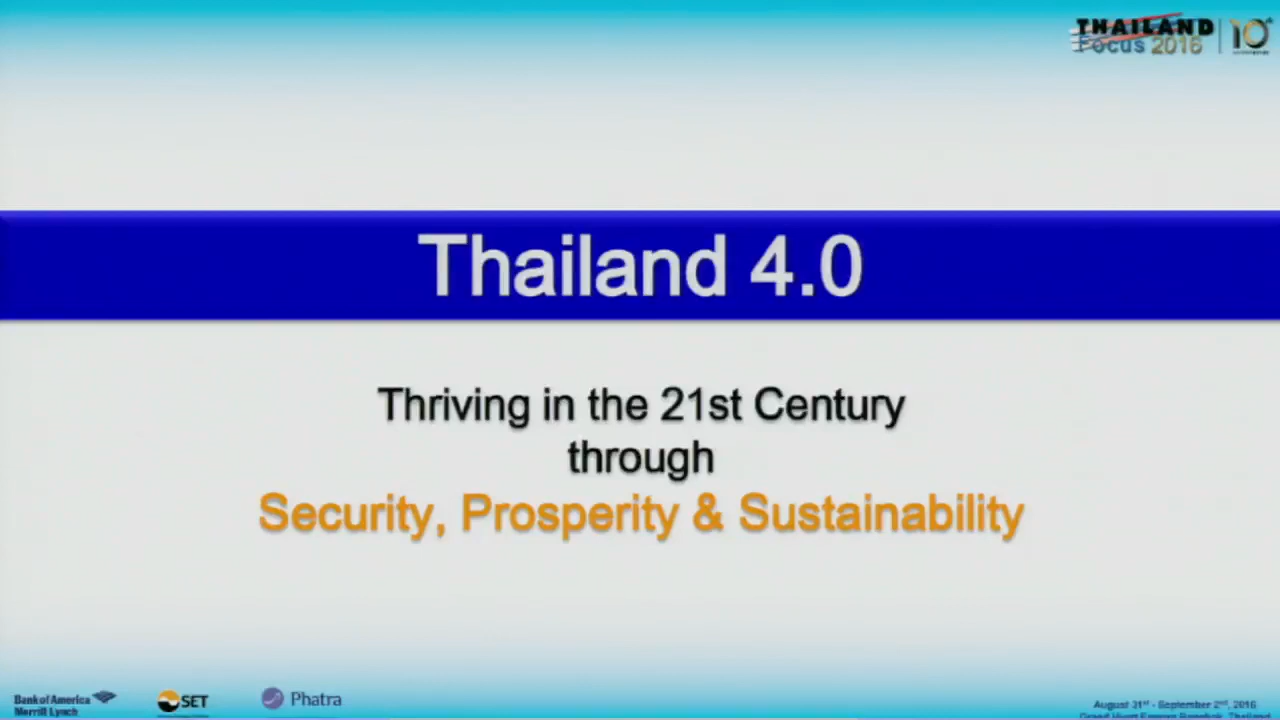 THAILAND
Focus 2016
10th
Thailand 4.0
Thriving in the 21st Century
through
Security, Prosperity & Sustainability
Bank of America
Merrill Lynch
SET
Phatra
August 31st - September 2nd, 2016